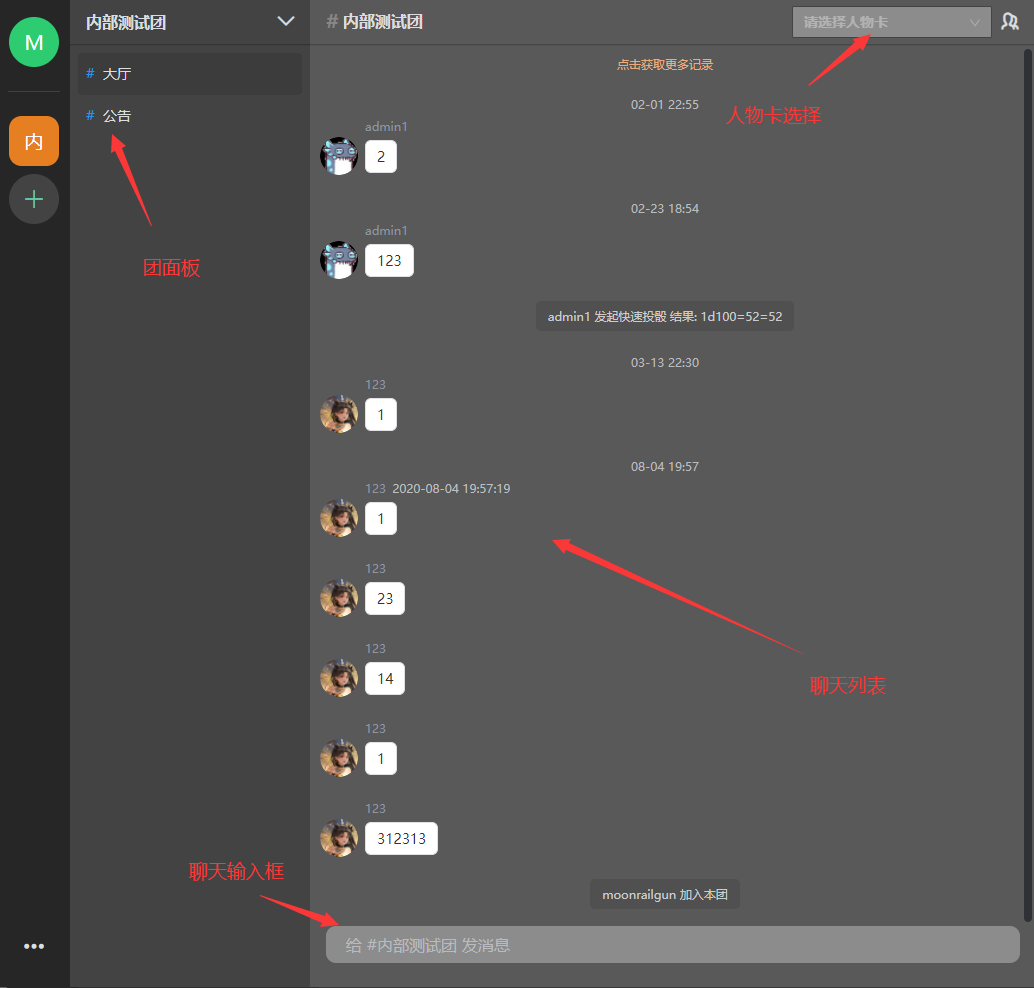 M
内
内部测试团
# 大厅
# 公告
团面板
# 内部测试团
请选择人物卡
人物卡选择
点击获取更多记录
02-01 22:55
admin1
2
02-23 18:54
admin1
123
admin1 发起快速投骰 结果: 1d100=52=52
03-13 22:30
123
1
08-04 19:57
123 2020-08-04 19:57:19
1
123
23
聊天列表
123
14
123
1
123
312313
聊天输入框
moonrailgun 加入本团
给 #内部测试团 发消息